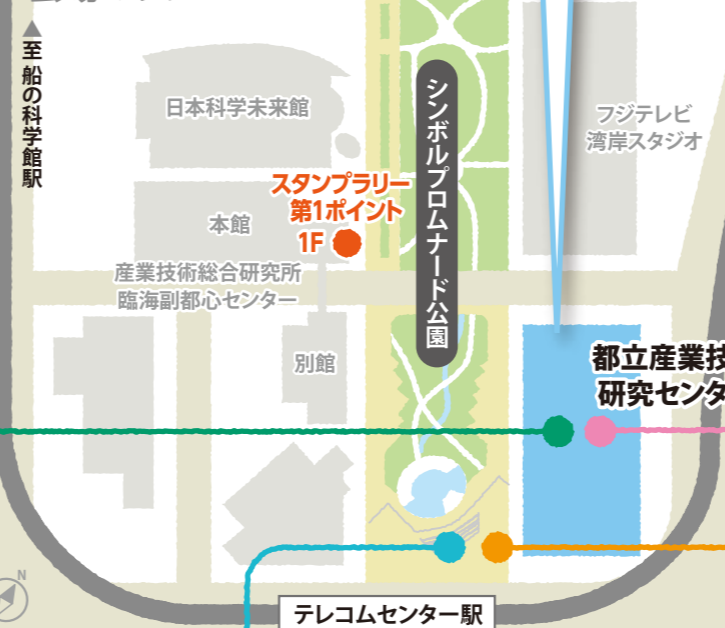 至 船の科学館駅
日本科学未来館
シンボルプロムナード公園
フジテレビ
湾岸スタジオ
スタンプラリー
第1ポイント
1F
本館
産業技術総合研究所
臨海副都心センター
別館
都立産業技
研究センタ
N
テレコムセンター駅